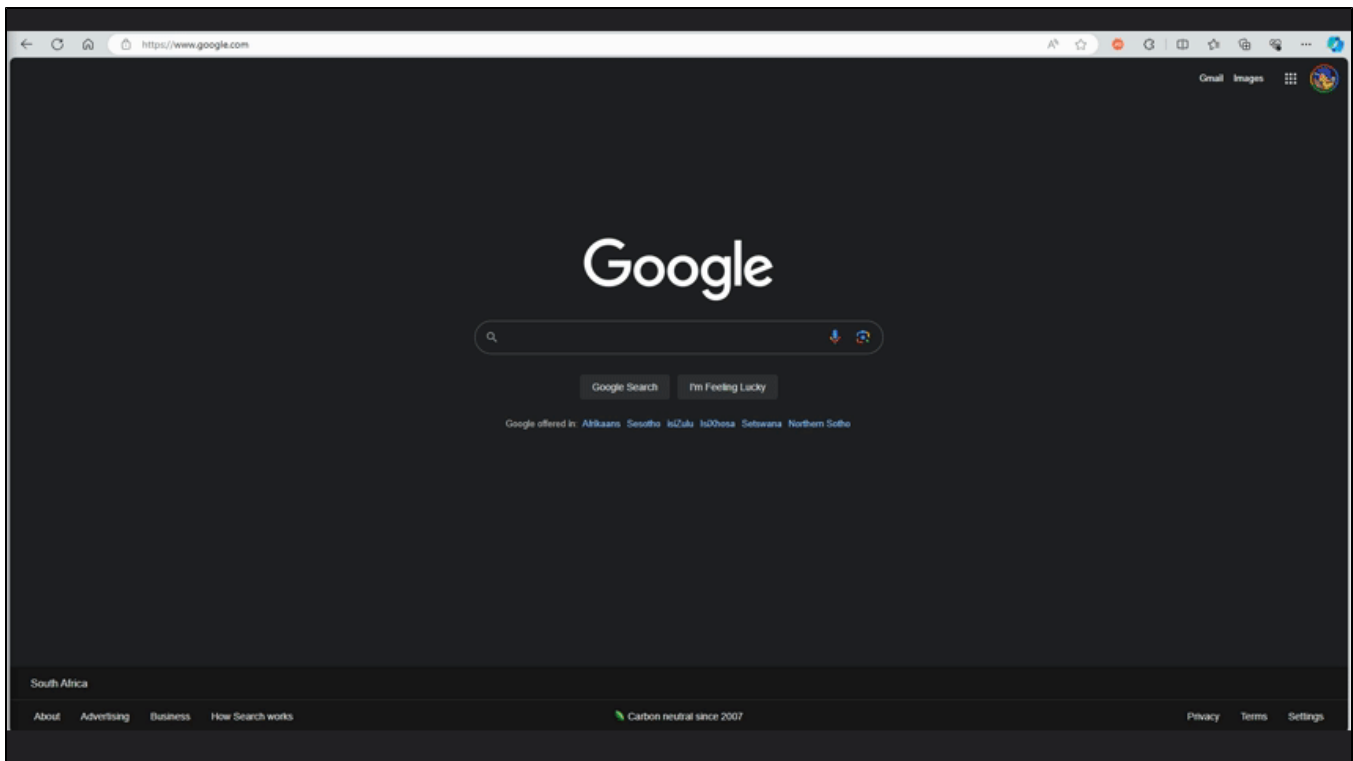 https://www.google.com
Gmail Images
Google
Google Search I'm Feeling Lucky
Google offered in: Afrikaans Sesotho isiZulu IsiXhosa Setswana Northern Sotho
South Africa
About Advertising Business How Search works Carbon neutral since 2007 Privacy Terms Settings